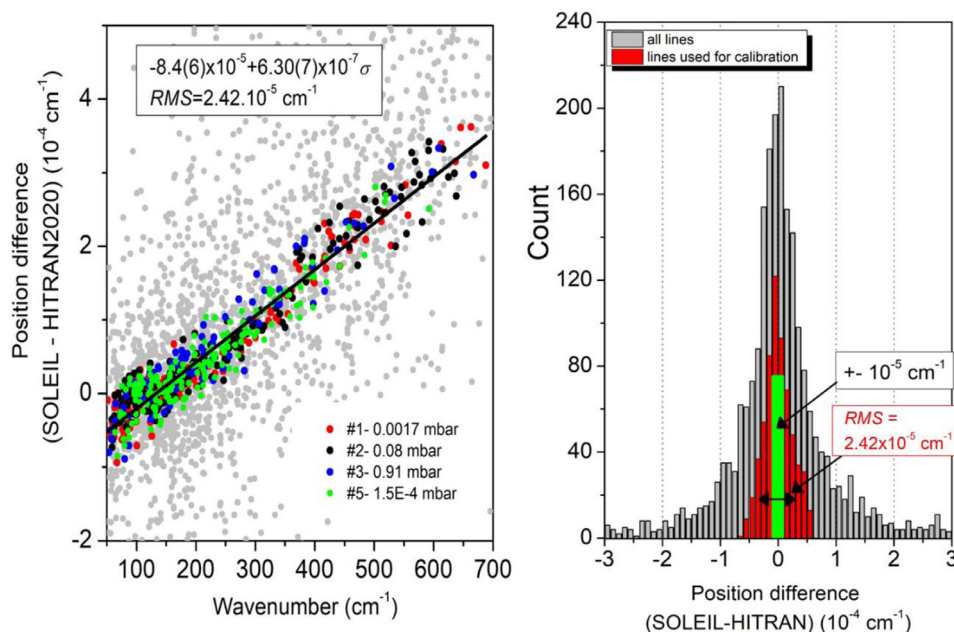 -8.4(6)x10⁻⁵+6.30(7)x10⁻⁷σ
RMS=2.42.10⁻⁵ cm⁻¹
4
2
0
-2
Position difference
(SOLEIL - HITRAN2020) (10⁻⁴ cm⁻¹)
#1- 0.0017 mbar
#2- 0.08 mbar
#3- 0.91 mbar
#5- 1.5E-4 mbar
100 200 300 400 500 600 700
Wavenumber (cm⁻¹)
240
200
160
120
80
40
0
Count
all lines
lines used for calibration
+- 10⁻⁵ cm⁻¹
RMS =
2.42x10⁻⁵ cm⁻¹
-3 -2 -1 0 1 2 3
Position difference
(SOLEIL-HITRAN) (10⁻⁴ cm⁻¹)